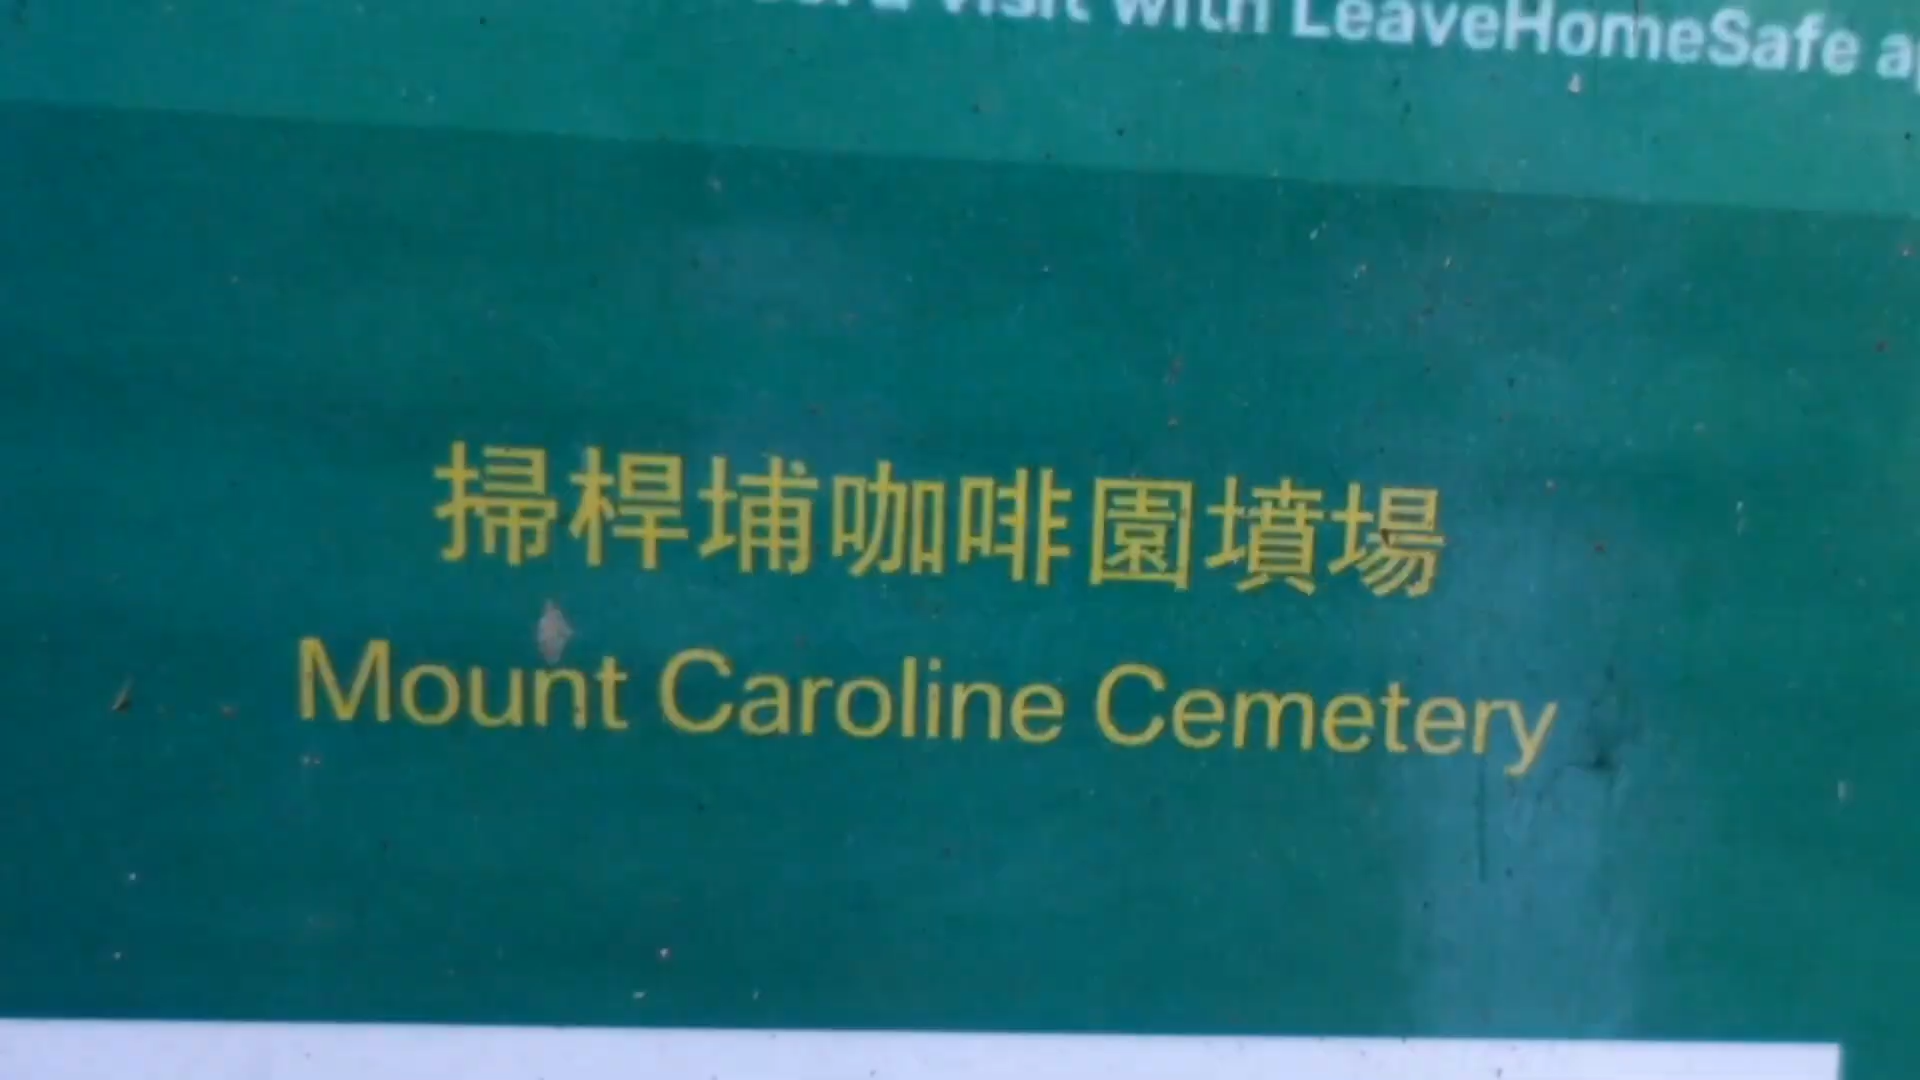 visit with LeaveHomeSafe
掃桿埔咖啡園墳場
Mount Caroline Cemetery